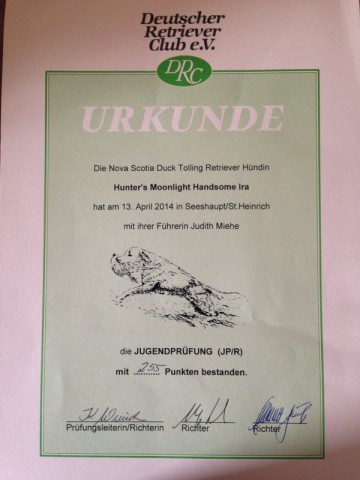 Deutscher
Retriever
Club e.V.
DRC
URKUNDE
Die Nova Scotia Duck Tolling Retriever Hündin
Hunter's Moonlight Handsome Ira
hat am 13. April 2014 in Seeshaupt/St.Heinrich
mit ihrer Führerin Judith Miehe
die JUGENDPRÜFUNG (JP/R)
mit 255 Punkten bestanden.
Prüfungsleiterin/Richterin Richter Richter